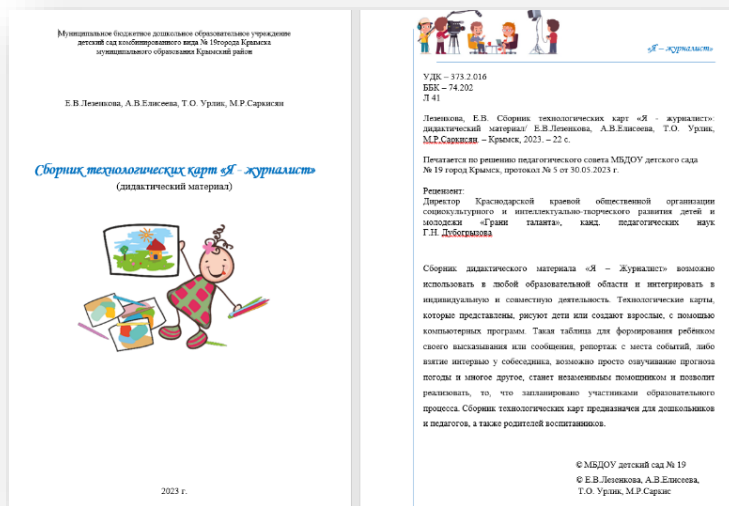 Муниципальное бюджетное дошкольное образовательное учреждение
детский сад комбинированного вида № 19города Крымска
муниципального образования Крымский район
Е.В.Лезенкова, А.В.Елисеева, Т.О. Урлик, М.Р.Саркисян
Сборник технологических карт «Я - журналист»
(дидактический материал)
2023 г.
«Я – журналист»
УДК – 373.2.016
ББК – 74.202
Л 41
Лезенкова, Е.В. Сборник технологических карт «Я - журналист»:
дидактический материал/ Е.В.Лезенкова, А.В.Елисеева, Т.О. Урлик,
М.Р.Саркисян. – Крымск, 2023. – 22 с.
Печатается по решению педагогического совета МБДОУ детского сада
№ 19 город Крымск, протокол № 5 от 30.05.2023 г.
Рецензент:
Директор Краснодарской краевой общественной организации
социокультурного и интеллектуально-творческого развития детей и
молодежи «Грани таланта», канд. педагогических наук
Г.Н. Дубогрызова
Сборник дидактического материала «Я – Журналист» возможно
использовать в любой образовательной области и интегрировать в
индивидуальную и совместную деятельность. Технологические карты,
которые представлены, рисуют дети или создают взрослые, с помощью
компьютерных программ. Такая таблица для формирования ребёнком
своего высказывания или сообщения, репортаж с места событий, либо
взятие интервью у собеседника, возможно просто озвучивание прогноза
погоды и многое другое, станет незаменимым помощником и позволит
реализовать, то, что запланировано участниками образовательного
процесса. Сборник технологических карт предназначен для дошкольников
и педагогов, а также родителей воспитанников.
© МБДОУ детский сад № 19
© Е.В.Лезенкова, А.В.Елисеева,
Т.О. Урлик, М.Р.Саркис